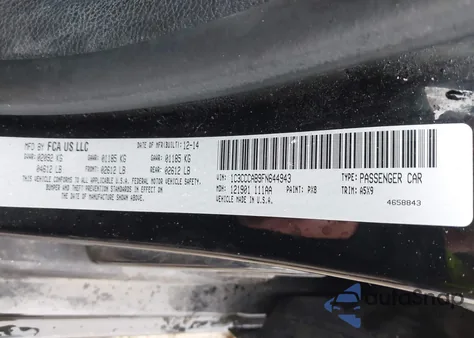 MFD BY FCA US LLC
DATE OF MFR(BUILT): 12-14
GVWR: 02092 KG GAWR: 01185 KG GAWR: 01185 KG
04612 LB FRONT 02612 LB REAR 02612 LB
THIS VEHICLE CONFORMS TO ALL APPLICABLE U.S.A. FEDERAL MOTOR VEHICLE SAFETY,
BUMPER AND THEFT PREVENTION STANDARDS IN EFFECT ON THE DATE OF MANUFACTURE
SHOWN ABOVE.
VIN: 1C3CCCAB9FN644943
TYPE: PASSENGER CAR
MDH: 121901 111AA
PAINT: PX8
TRIM: A5X9
VEHICLE MADE IN U.S.A.
4658843
autoSnap